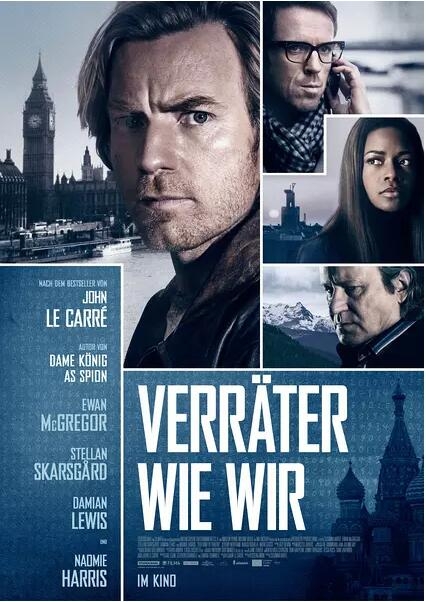 NACH DEM BESTSELLER VON
JOHN
LE CARRÉ
AUTOR VON
DAME KÖNIG
AS SPION
EWAN
McGREGOR
STELLAN
SKARSGÅRD
DAMIAN
LEWIS
UND
NAOMIE
HARRIS
VERRÄTER
WIE WIR
IM KINO